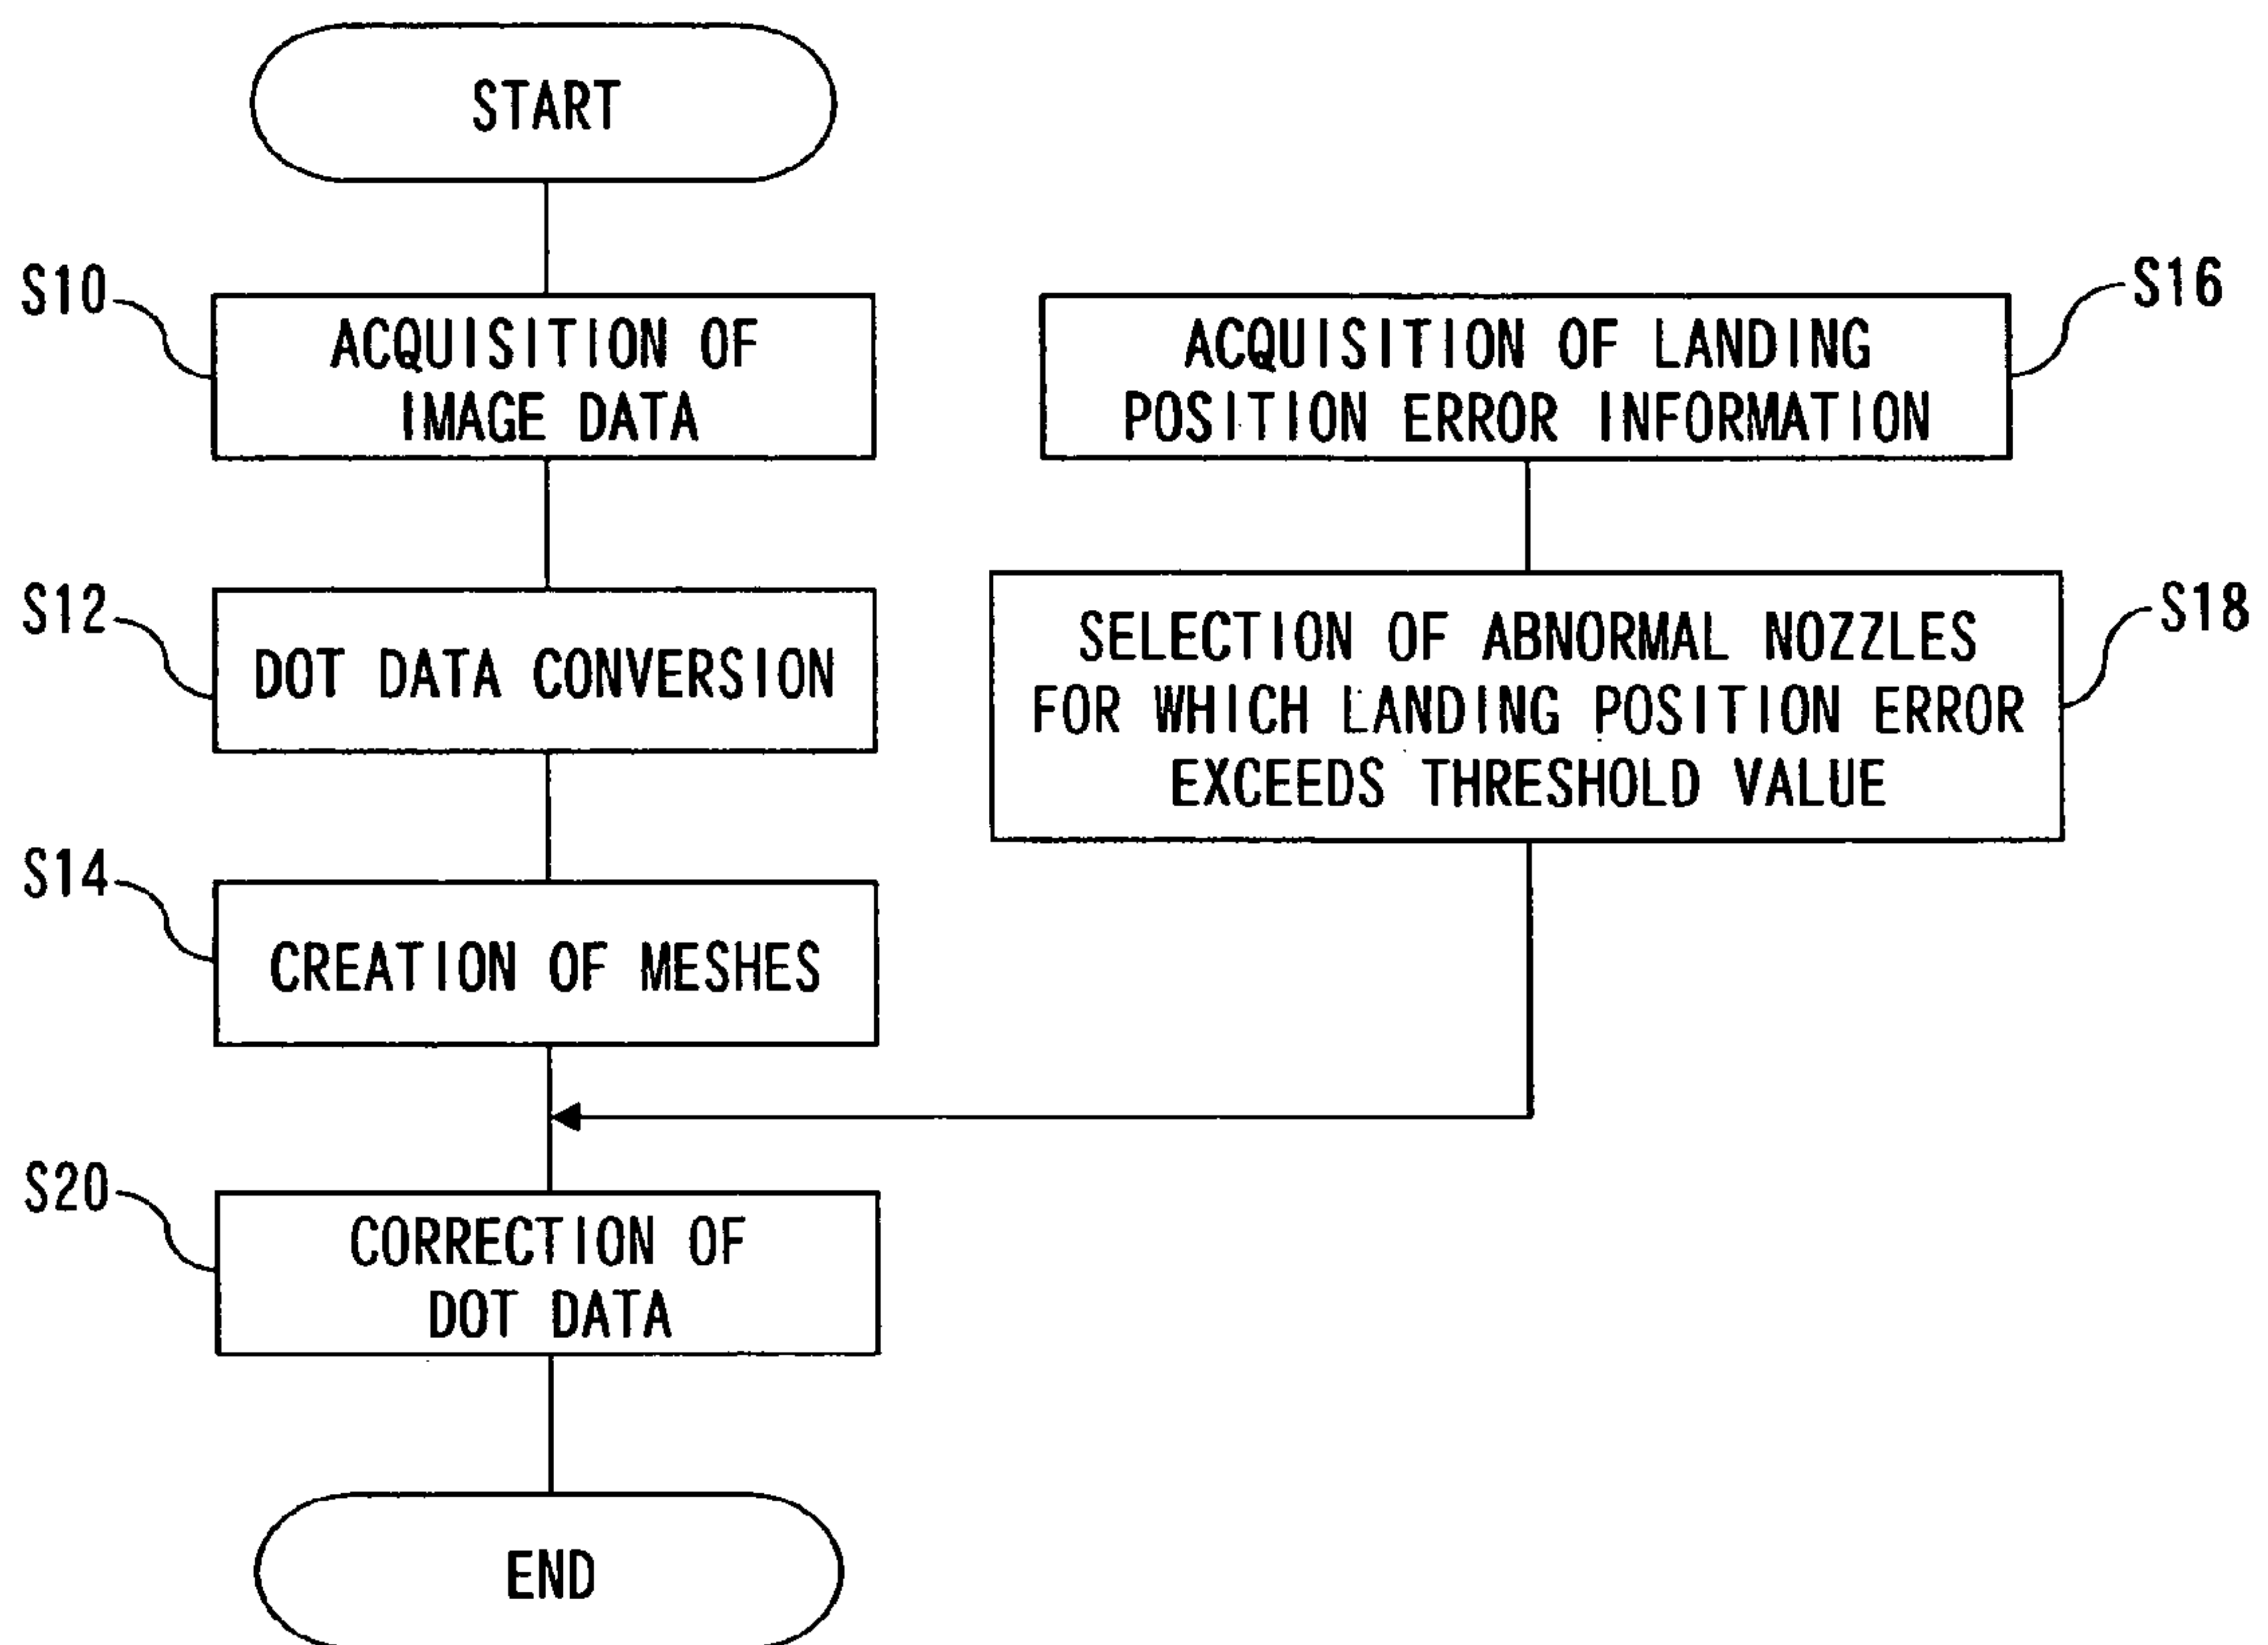 START
S10
ACQUISITION OF
IMAGE DATA
S12
DOT DATA CONVERSION
S14
CREATION OF MESHES
S16
ACQUISITION OF LANDING
POSITION ERROR INFORMATION
S18
SELECTION OF ABNORMAL NOZZLES
FOR WHICH LANDING POSITION ERROR
EXCEEDS THRESHOLD VALUE
S20
CORRECTION OF
DOT DATA
END